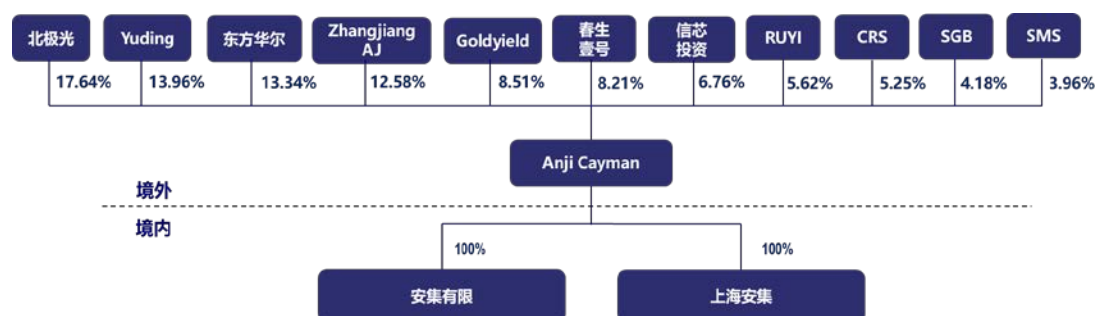 北极光
Yuding
东方华尔
Zhangjiang
AJ
Goldyield
春生
壹号
信芯
投资
RUYI
CRS
SGB
SMS
17.64%
13.96%
13.34%
12.58%
8.51%
8.21%
6.76%
5.62%
5.25%
4.18%
3.96%
Anji Cayman
境外
境内
100%
100%
安集有限
上海安集